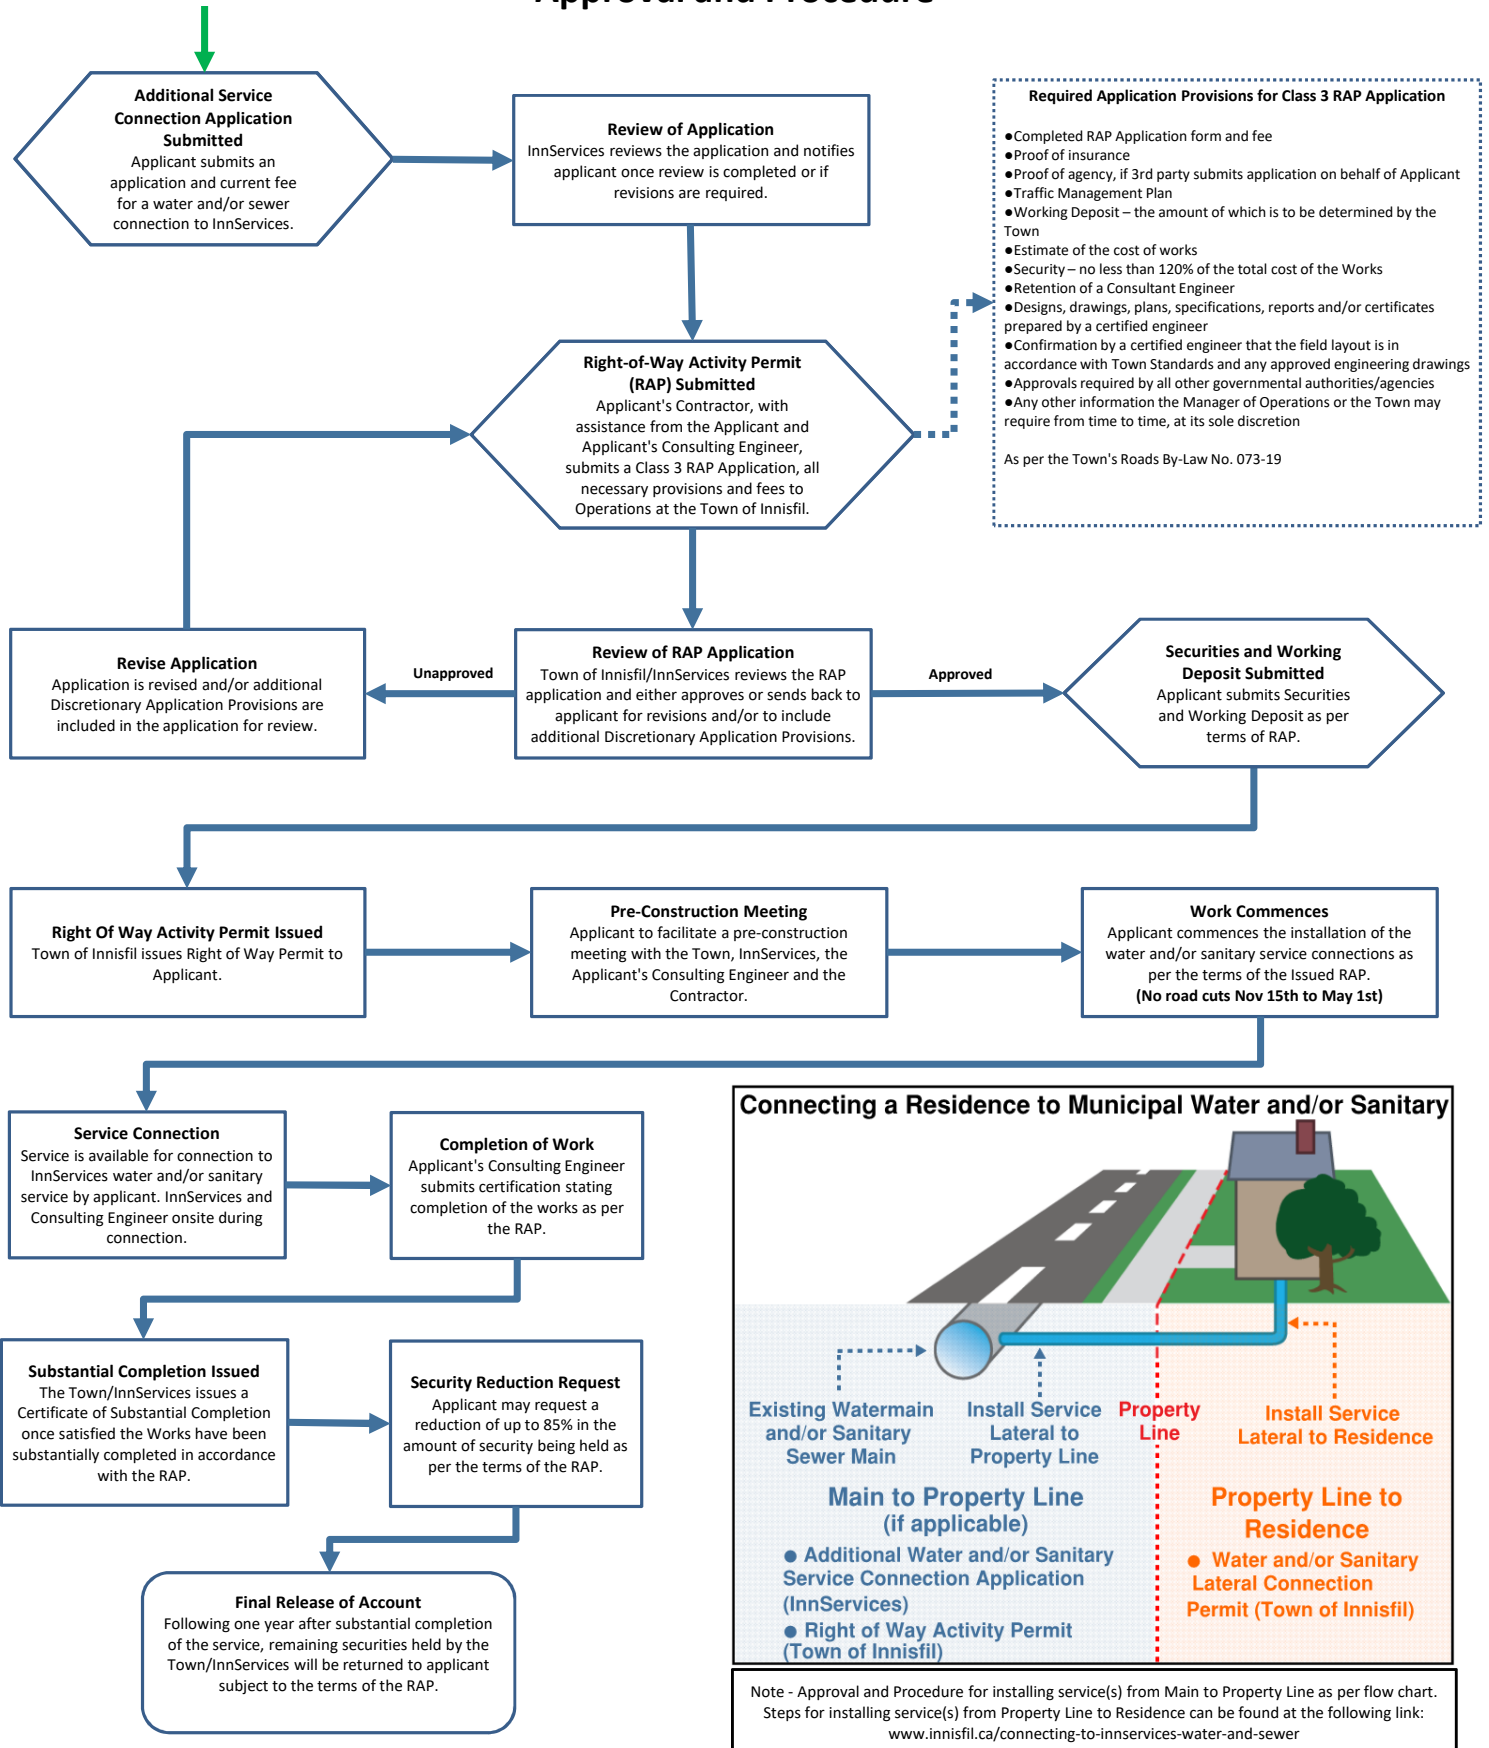 Approval and Procedure
Additional Service
Connection Application
Submitted
Applicant submits an
application and current fee
for a water and/or sewer
connection to InnServices.
Review of Application
InnServices reviews the application and notifies
applicant once review is completed or if
revisions are required.
Required Application Provisions for Class 3 RAP Application
●Completed RAP Application form and fee
●Proof of insurance
●Proof of agency, if 3rd party submits application on behalf of Applicant
●Traffic Management Plan
●Working Deposit – the amount of which is to be determined by the
Town
●Estimate of the cost of works
●Security – no less than 120% of the total cost of the Works
●Retention of a Consultant Engineer
●Designs, drawings, plans, specifications, reports and/or certificates
prepared by a certified engineer
●Confirmation by a certified engineer that the field layout is in
accordance with Town Standards and any approved engineering drawings
●Approvals required by all other governmental authorities/agencies
●Any other information the Manager of Operations or the Town may
require from time to time, at its sole discretion
As per the Town's Roads By-Law No. 073-19
Right-of-Way Activity Permit
(RAP) Submitted
Applicant's Contractor, with
assistance from the Applicant and
Applicant's Consulting Engineer,
submits a Class 3 RAP Application, all
necessary provisions and fees to
Operations at the Town of Innisfil.
Revise Application
Application is revised and/or additional
Discretionary Application Provisions are
included in the application for review.
Unapproved
Review of RAP Application
Town of Innisfil/InnServices reviews the RAP
application and either approves or sends back to
applicant for revisions and/or to include
additional Discretionary Application Provisions.
Approved
Securities and Working
Deposit Submitted
Applicant submits Securities
and Working Deposit as per
terms of RAP.
Right Of Way Activity Permit Issued
Town of Innisfil issues Right of Way Permit to
Applicant.
Pre-Construction Meeting
Applicant to facilitate a pre-construction
meeting with the Town, InnServices, the
Applicant's Consulting Engineer and the
Contractor.
Work Commences
Applicant commences the installation of the
water and/or sanitary service connections as
per the terms of the Issued RAP.
(No road cuts Nov 15th to May 1st)
Service Connection
Service is available for connection to
InnServices water and/or sanitary
service by applicant. InnServices and
Consulting Engineer onsite during
connection.
Completion of Work
Applicant's Consulting Engineer
submits certification stating
completion of the works as per
the RAP.
Substantial Completion Issued
The Town/InnServices issues a
Certificate of Substantial Completion
once satisfied the Works have been
substantially completed in accordance
with the RAP.
Security Reduction Request
Applicant may request a
reduction of up to 85% in the
amount of security being held as
per the terms of the RAP.
Final Release of Account
Following one year after substantial completion
of the service, remaining securities held by the
Town/InnServices will be returned to applicant
subject to the terms of the RAP.
Connecting a Residence to Municipal Water and/or Sanitary
Existing Watermain
and/or Sanitary
Sewer Main
Install Service
Lateral to
Property Line
Property
Line
Install Service
Lateral to Residence
Main to Property Line
(if applicable)
● Additional Water and/or Sanitary
Service Connection Application
(InnServices)
● Right of Way Activity Permit
(Town of Innisfil)
Property Line to
Residence
● Water and/or Sanitary
Lateral Connection
Permit (Town of Innisfil)
Note - Approval and Procedure for installing service(s) from Main to Property Line as per flow chart.
Steps for installing service(s) from Property Line to Residence can be found at the following link:
www.innisfil.ca/connecting-to-innservices-water-and-sewer